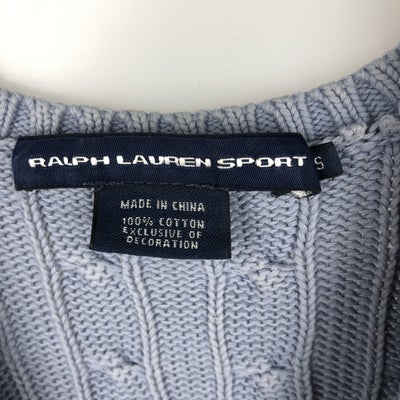 RALPH LAUREN SPORT S
MADE IN CHINA
100% COTTON
EXCLUSIVE OF
DECORATION